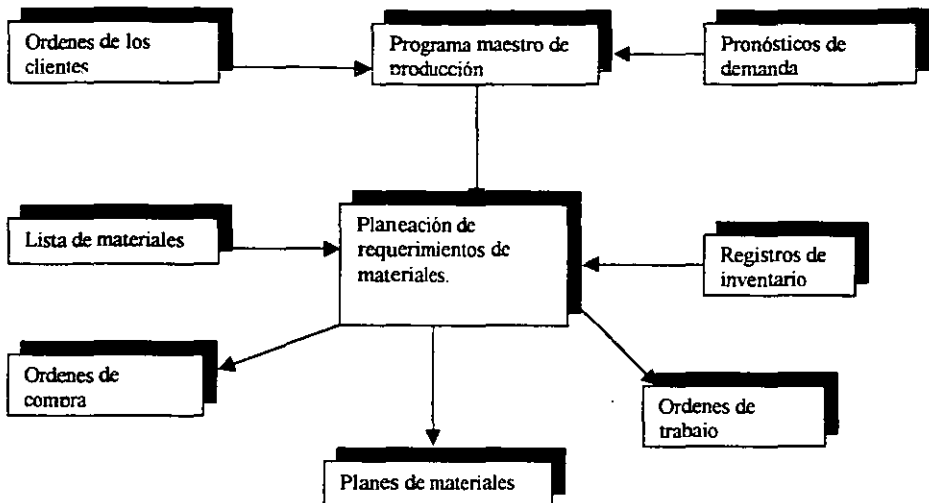 Ordenes de los
clientes
Programa maestro de
producción
Pronósticos de
demanda
Lista de materiales
Planeación de
requerimientos de
materiales.
Registros de
inventario
Ordenes de
compra
Ordenes de
trabajo
Planes de materiales